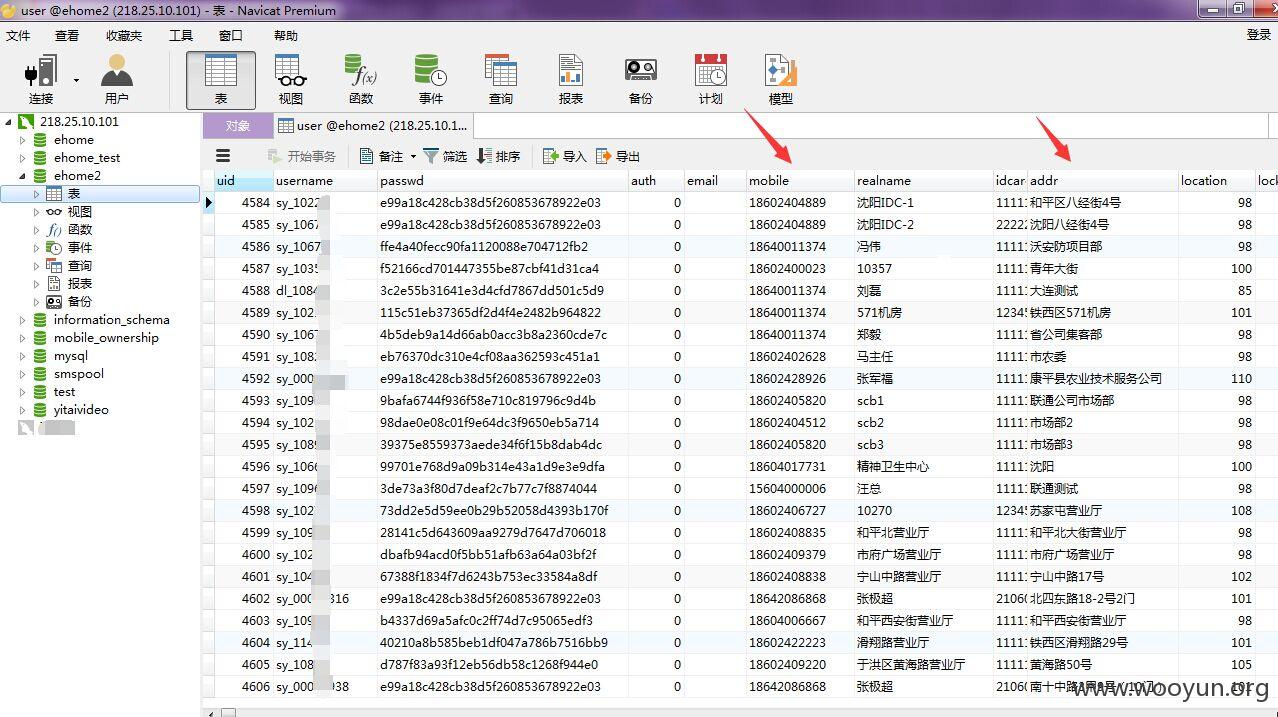 user @ehome2 (218.25.10.101) - 表 - Navicat Premium
文件 查看 收藏夹 工具 窗口 帮助 登录
连接 用户 表 视图 函数 事件 查询 报表 备份 计划 模型
218.25.10.101
ehome
ehome_test
ehome2
表
视图
函数
事件
查询
报表
备份
information_schema
mobile_ownership
mysql
smspool
test
yitaivideo
对象 user @ehome2 (218.25.10.1...
开始事务 备注 筛选 排序 导入 导出
uid username passwd auth email mobile realname idcar addr location lock
4584 sy_102 e99a18c428cb38d5f260853678922e03 0 18602404889 沈阳IDC-1 1111 和平区八经街4号 98
4585 sy_1067 e99a18c428cb38d5f260853678922e03 0 18602404889 沈阳IDC-2 2222 沈阳八经街4号 98
4586 sy_1067 ffe4a40fecc90fa1120088e704712fb2 0 18640011374 冯伟 1111 沃安防项目部 98
4587 sy_1035 f52166cd701447355be87cbf41d31ca4 0 18602400023 10357 1111 青年大街 100
4588 dl_1084 3c2e55b31641e3d4cfd7867dd501c5d9 0 18640011374 刘磊 1111 大连测试 85
4589 sy_102 115c51eb37365df2d4f4e2482b964822 0 18640011374 571机房 1234 铁西区571机房 101
4590 sy_1067 4b5deb9a14d66ab0acc3b8a2360cde7c 0 18640011374 郑毅 1111 省公司集客部 98
4591 sy_108 eb76370dc310e4cf08aa362593c451a1 0 18602402628 马主任 1111 市农委 98
4592 sy_000 e99a18c428cb38d5f260853678922e03 0 18602428926 张军福 1111 康平县农业技术服务公司 110
4593 sy_109 9bafa6744f936f58e710c819796c9d4b 0 18602405820 scb1 1111 联通公司市场部 98
4594 sy_102 98dae0e08c01f9e64dc3f9650eb5a714 0 18602404512 scb2 1111 市场部2 98
4595 sy_1089 39375e8559373aede34f6f15b8dab4dc 0 18602405820 scb3 1111 市场部3 98
4596 sy_1066 99701e768d9a09b314e43a1d9e3e9dfa 0 18604017731 精神卫生中心 1111 沈阳 100
4597 sy_1096 3de73a3f80d7deaf2c7b77c7f8874044 0 15604000006 汪总 1111 联通测试 98
4598 sy_102 73dd2e5d59ee0b29b52058d4393b170f 0 18602406727 10270 1234 苏家屯营业厅 108
4599 sy_109 28141c5d643609aa9279d7647d706018 0 18602408835 和平北营业厅 1111 和平北大街营业厅 98
4600 sy_102 dbafb94acd0f5bb51afb63a64a03bf2f 0 18602409379 市府广场营业厅 1111 市府广场营业厅 98
4601 sy_104 67388f1834f7d6243b753ec33584a8df 0 18602408838 宁山中路营业厅 1111 宁山中路17号 102
4602 sy_000 816 e99a18c428cb38d5f260853678922e03 0 18642086868 张极超 2106 北四东路18-2号2门 101
4603 sy_109 b4337d69a5afc0c2ff74d7c95065edf3 0 18604006667 和平西安街营业厅 1111 和平西安街营业厅 98
4604 sy_114 40210a8b585beb1df047a786b7516bb9 0 18602422223 滑翔路营业厅 1111 铁西区滑翔路29号 101
4605 sy_108 d787f83a93f12eb56db58c1268f944e0 0 18602409220 于洪区黄海路营业厅 1111 黄海路50号 105
4606 sy_000 938 e99a18c428cb38d5f260853678922e03 0 18642086868 张极超 2106
www.wooyun.org